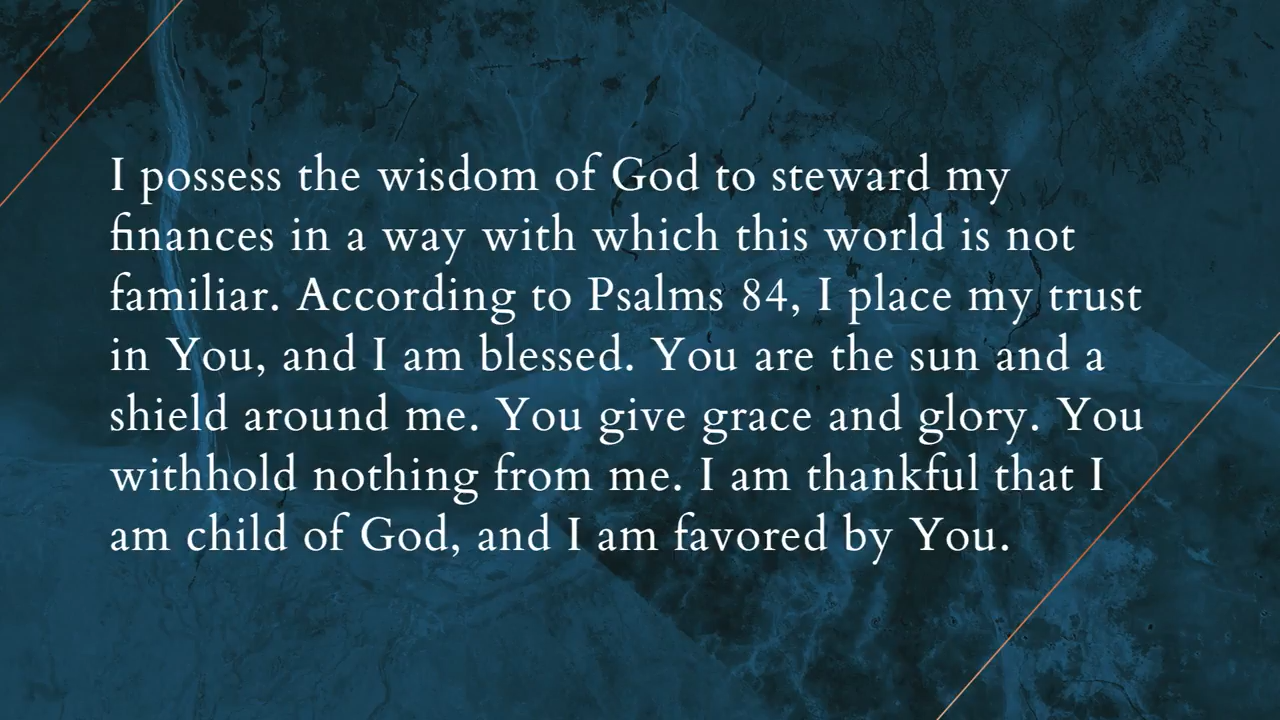 I possess the wisdom of God to steward my
finances in a way with which this world is not
familiar. According to Psalms 84, I place my trust
in You, and I am blessed. You are the sun and a
shield around me. You give grace and glory. You
withhold nothing from me. I am thankful that I
am child of God, and I am favored by You.